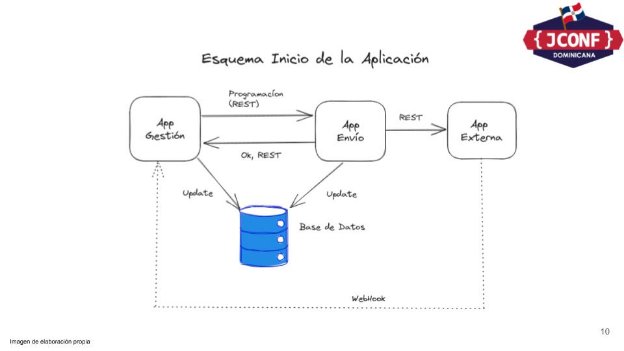 { JCONF }
DOMINICANA
Esquema Inicio de la Aplicación
Programacíon
(REST)
App
Gestión
App
Envío
REST
App
Externa
Ok, REST
Update
Update
Base de Datos
WebHook
10
Imagen de elaboración propia